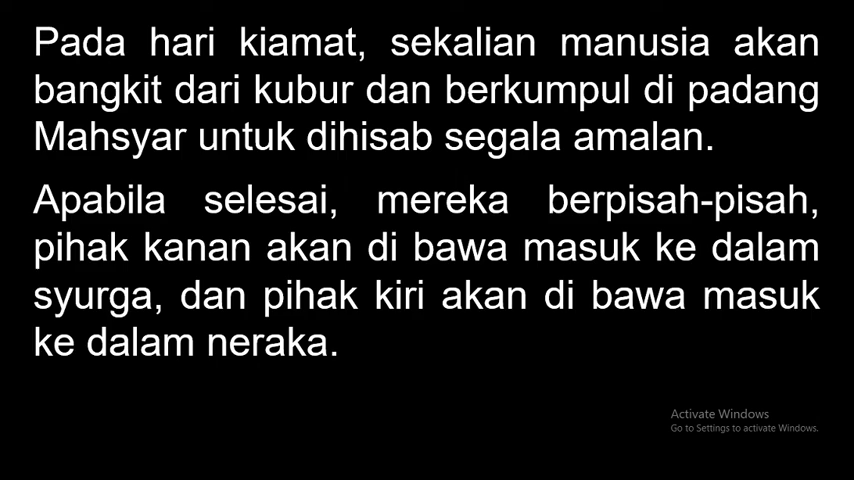 Pada hari kiamat, sekalian manusia akan
bangkit dari kubur dan berkumpul di padang
Mahsyar untuk dihisab segala amalan.
Apabila selesai, mereka berpisah-pisah,
pihak kanan akan di bawa masuk ke dalam
syurga, dan pihak kiri akan di bawa masuk
ke dalam neraka.
Activate Windows
Go to Settings to activate Windows.